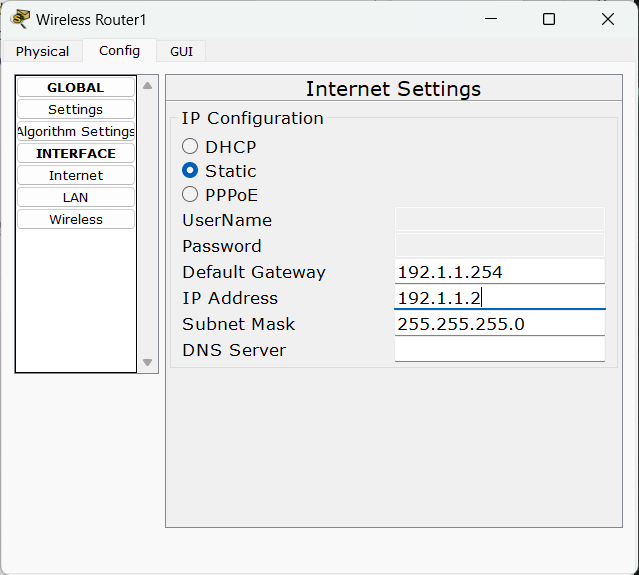 Wireless Router1
Physical Config GUI
GLOBAL
Settings
Algorithm Settings
INTERFACE
Internet
LAN
Wireless
Internet Settings
IP Configuration
DHCP
Static
PPPoE
UserName
Password
Default Gateway 192.1.1.254
IP Address 192.1.1.2
Subnet Mask 255.255.255.0
DNS Server